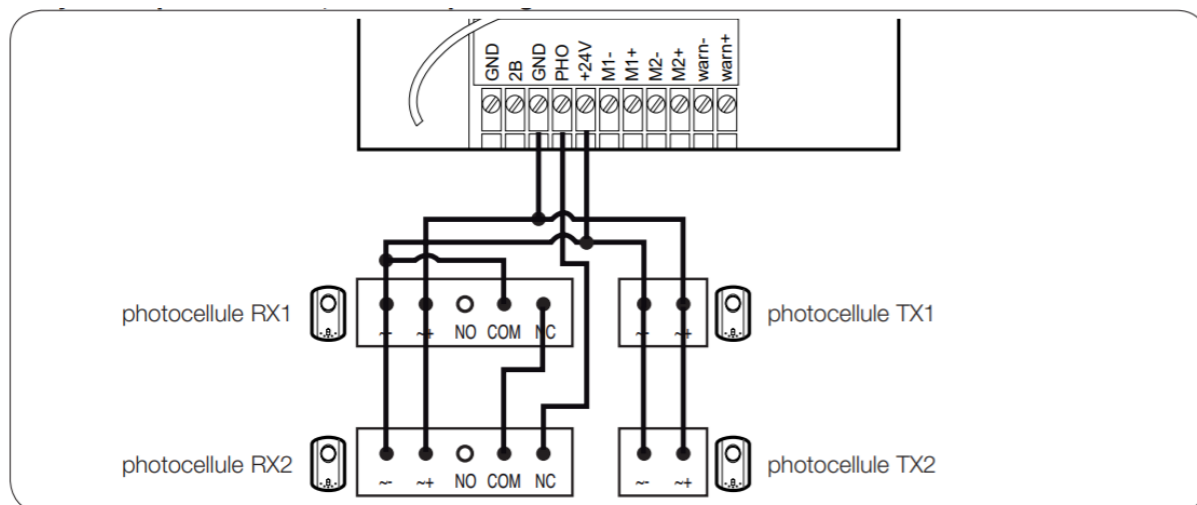 GND 2B GND PHO +24V M1- M1+ M2- M2+ warn- warn+
photocellule RX1
~- ~+ NO COM NC
~- ~+
photocellule TX1
photocellule RX2
~- ~+ NO COM NC
~- ~+
photocellule TX2